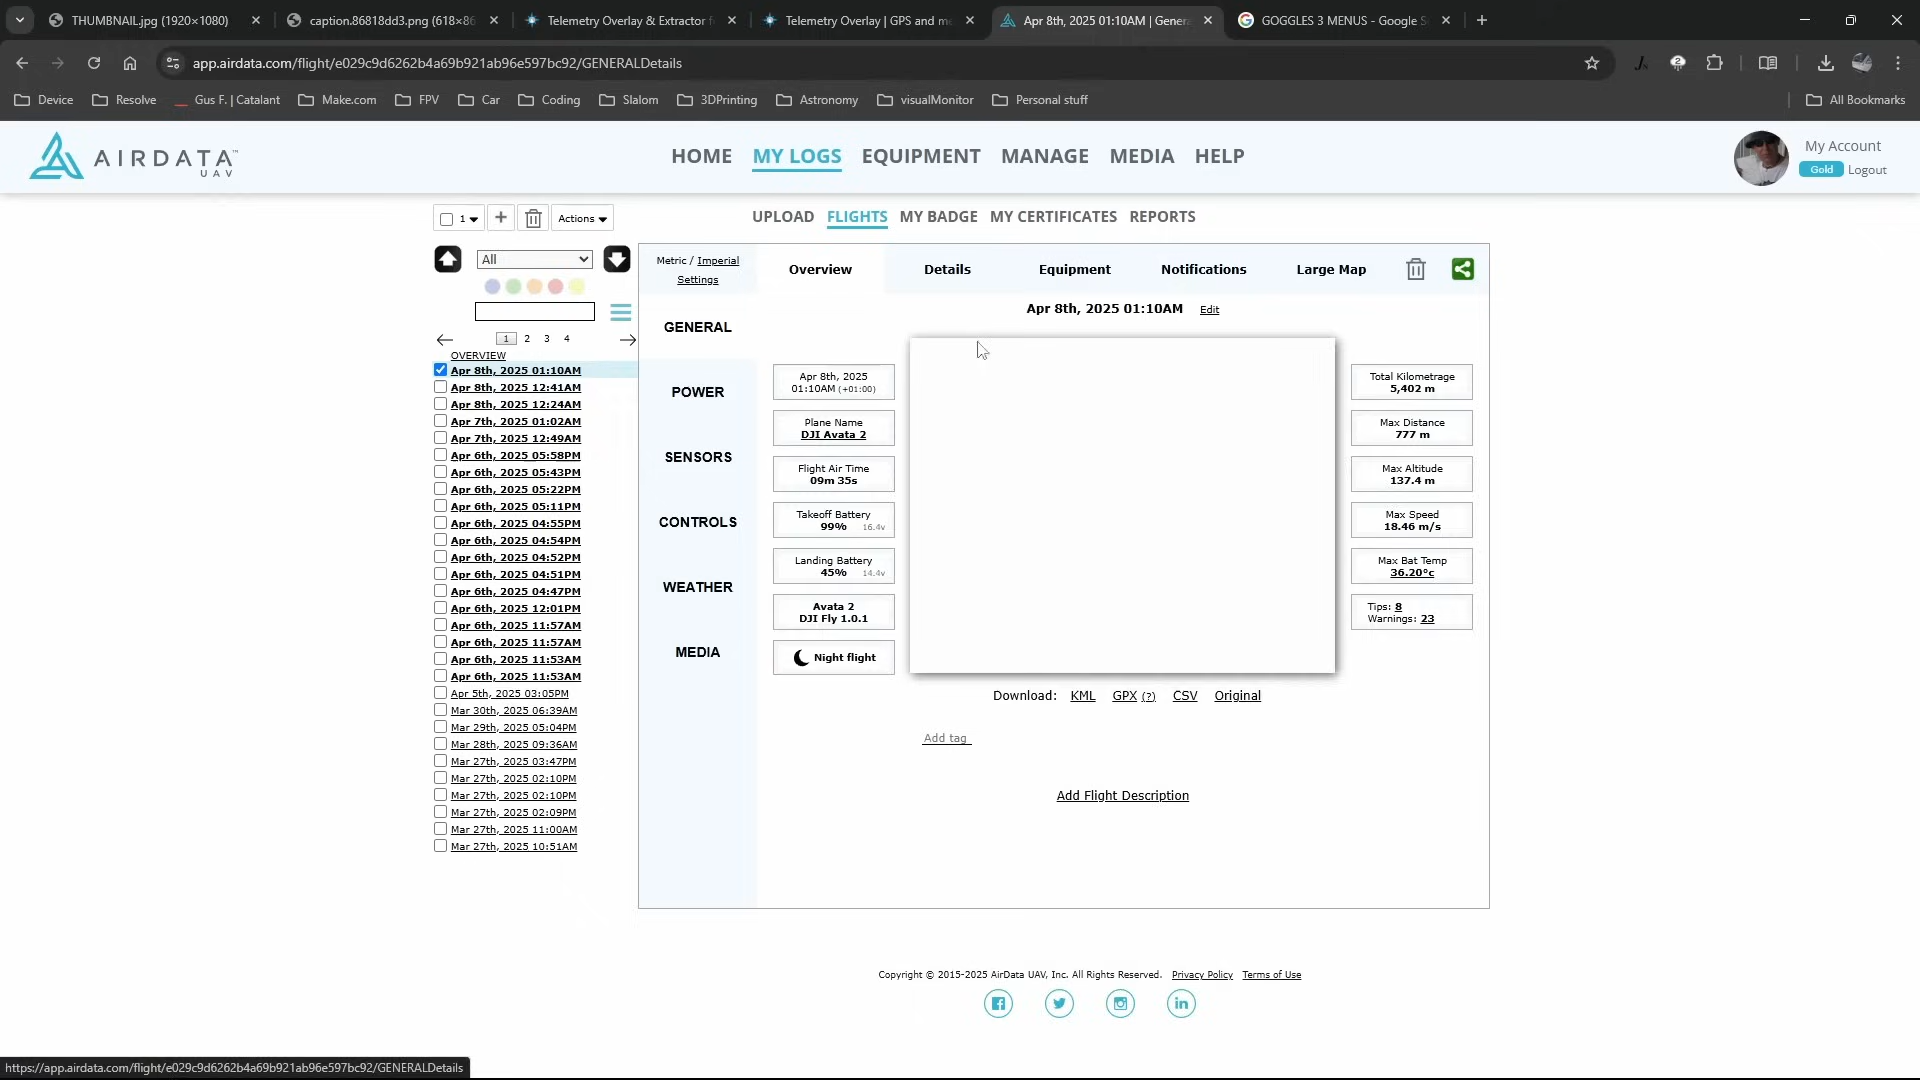 THUMBNAIL.jpg (1920×1080)
caption.86818dd3.png (618×86
Telemetry Overlay & Extractor f
Telemetry Overlay | GPS and me
Apr 8th, 2025 01:10AM | Genera
GOGGLES 3 MENUS - Google S
app.airdata.com/flight/e029c9d6262b4a69b921ab96e597bc92/GENERALDetails
Device
Resolve
Gus F. | Catalant
Make.com
FPV
Car
Coding
Slalom
3DPrinting
Astronomy
visualMonitor
Personal stuff
All Bookmarks
AIRDATA™
UAV
HOME
MY LOGS
EQUIPMENT
MANAGE
MEDIA
HELP
My Account
Gold
Logout
1
Actions
UPLOAD
FLIGHTS
MY BADGE
MY CERTIFICATES
REPORTS
All
1 2 3 4
OVERVIEW
Apr 8th, 2025 01:10AM
Apr 8th, 2025 12:41AM
Apr 8th, 2025 12:24AM
Apr 7th, 2025 01:02AM
Apr 7th, 2025 12:49AM
Apr 6th, 2025 05:58PM
Apr 6th, 2025 05:43PM
Apr 6th, 2025 05:22PM
Apr 6th, 2025 05:11PM
Apr 6th, 2025 04:55PM
Apr 6th, 2025 04:54PM
Apr 6th, 2025 04:52PM
Apr 6th, 2025 04:51PM
Apr 6th, 2025 04:47PM
Apr 6th, 2025 12:01PM
Apr 6th, 2025 11:57AM
Apr 6th, 2025 11:57AM
Apr 6th, 2025 11:53AM
Apr 6th, 2025 11:53AM
Apr 5th, 2025 03:05PM
Mar 30th, 2025 06:39AM
Mar 29th, 2025 05:04PM
Mar 28th, 2025 09:36AM
Mar 27th, 2025 03:47PM
Mar 27th, 2025 02:10PM
Mar 27th, 2025 02:10PM
Mar 27th, 2025 02:09PM
Mar 27th, 2025 11:00AM
Mar 27th, 2025 10:51AM
Metric / Imperial
Settings
Overview
Details
Equipment
Notifications
Large Map
GENERAL
POWER
SENSORS
CONTROLS
WEATHER
MEDIA
Apr 8th, 2025 01:10AM Edit
Apr 8th, 2025
01:10AM (+01:00)
Plane Name
DJI Avata 2
Flight Air Time
09m 35s
Takeoff Battery
99% 16.4v
Landing Battery
45% 14.4v
Avata 2
DJI Fly 1.0.1
Night flight
Total Kilometrage
5,402 m
Max Distance
777 m
Max Altitude
137.4 m
Max Speed
18.46 m/s
Max Bat Temp
36.20°c
Tips: 8
Warnings: 23
Download: KML GPX (?) CSV Original
Add tag
Add Flight Description
Copyright © 2015-2025 AirData UAV, Inc. All Rights Reserved. Privacy Policy Terms of Use
https://app.airdata.com/flight/e029c9d6262b4a69b921ab96e597bc92/GENERALDetails